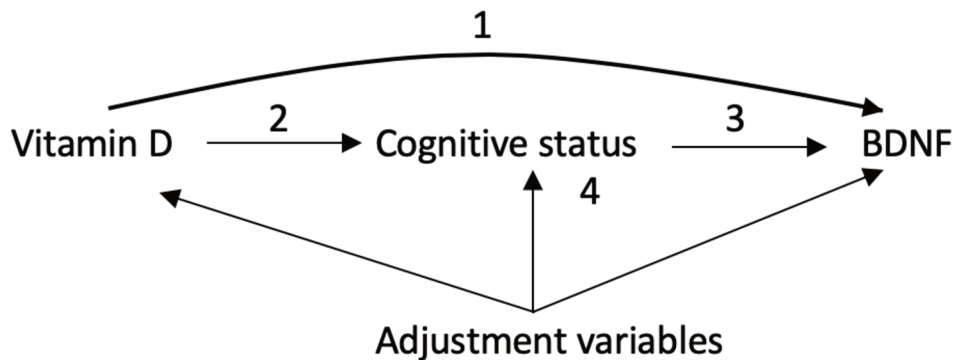 1
2
3
Vitamin D
Cognitive status
BDNF
4
Adjustment variables